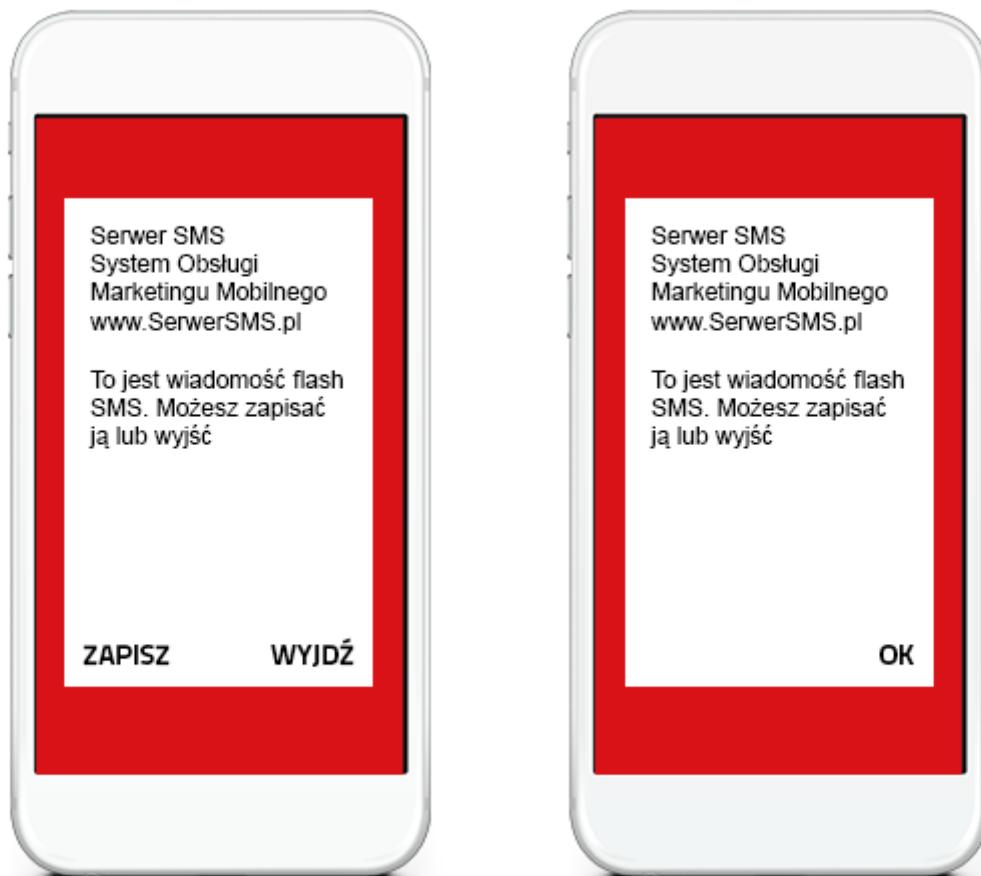 Serwer SMS
System Obsługi
Marketingu Mobilnego
www.SerwerSMS.pl
To jest wiadomość flash
SMS. Możesz zapisać
ją lub wyjść
ZAPISZ WYJDŹ
Serwer SMS
System Obsługi
Marketingu Mobilnego
www.SerwerSMS.pl
To jest wiadomość flash
SMS. Możesz zapisać
ją lub wyjść
OK